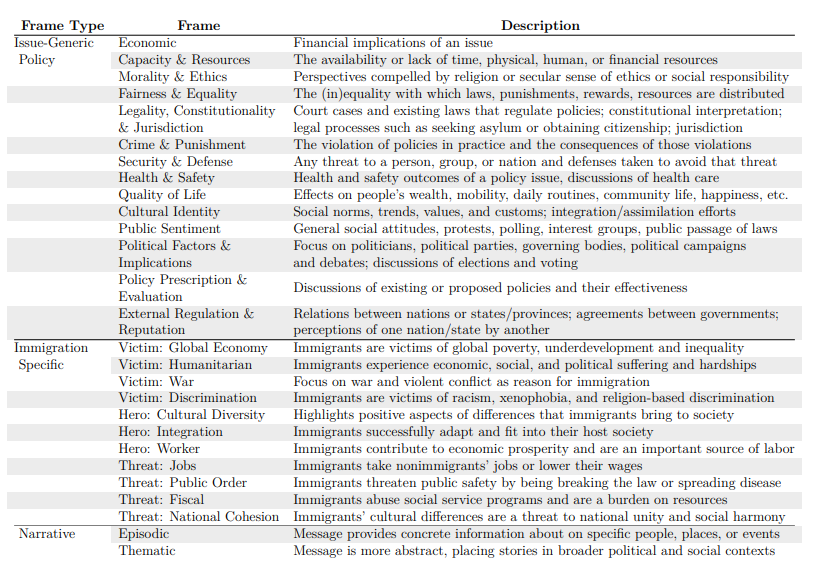 Frame Type Frame Description
Issue-Generic Economic Financial implications of an issue
Policy Capacity & Resources The availability or lack of time, physical, human, or financial resources
Morality & Ethics Perspectives compelled by religion or secular sense of ethics or social responsibility
Fairness & Equality The (in)equality with which laws, punishments, rewards, resources are distributed
Legality, Constitutionality Court cases and existing laws that regulate policies; constitutional interpretation;
& Jurisdiction legal processes such as seeking asylum or obtaining citizenship; jurisdiction
Crime & Punishment The violation of policies in practice and the consequences of those violations
Security & Defense Any threat to a person, group, or nation and defenses taken to avoid that threat
Health & Safety Health and safety outcomes of a policy issue, discussions of health care
Quality of Life Effects on people's wealth, mobility, daily routines, community life, happiness, etc.
Cultural Identity Social norms, trends, values, and customs; integration/assimilation efforts
Public Sentiment General social attitudes, protests, polling, interest groups, public passage of laws
Political Factors & Focus on politicians, political parties, governing bodies, political campaigns
Implications and debates; discussions of elections and voting
Policy Prescription &
Evaluation Discussions of existing or proposed policies and their effectiveness
External Regulation & Relations between nations or states/provinces; agreements between governments;
Reputation perceptions of one nation/state by another
Immigration Victim: Global Economy Immigrants are victims of global poverty, underdevelopment and inequality
Specific Victim: Humanitarian Immigrants experience economic, social, and political suffering and hardships
Victim: War Focus on war and violent conflict as reason for immigration
Victim: Discrimination Immigrants are victims of racism, xenophobia, and religion-based discrimination
Hero: Cultural Diversity Highlights positive aspects of differences that immigrants bring to society
Hero: Integration Immigrants successfully adapt and fit into their host society
Hero: Worker Immigrants contribute to economic prosperity and are an important source of labor
Threat: Jobs Immigrants take nonimmigrants' jobs or lower their wages
Threat: Public Order Immigrants threaten public safety by being breaking the law or spreading disease
Threat: Fiscal Immigrants abuse social service programs and are a burden on resources
Threat: National Cohesion Immigrants' cultural differences are a threat to national unity and social harmony
Narrative Episodic Message provides concrete information about on specific people, places, or events
Thematic Message is more abstract, placing stories in broader political and social contexts